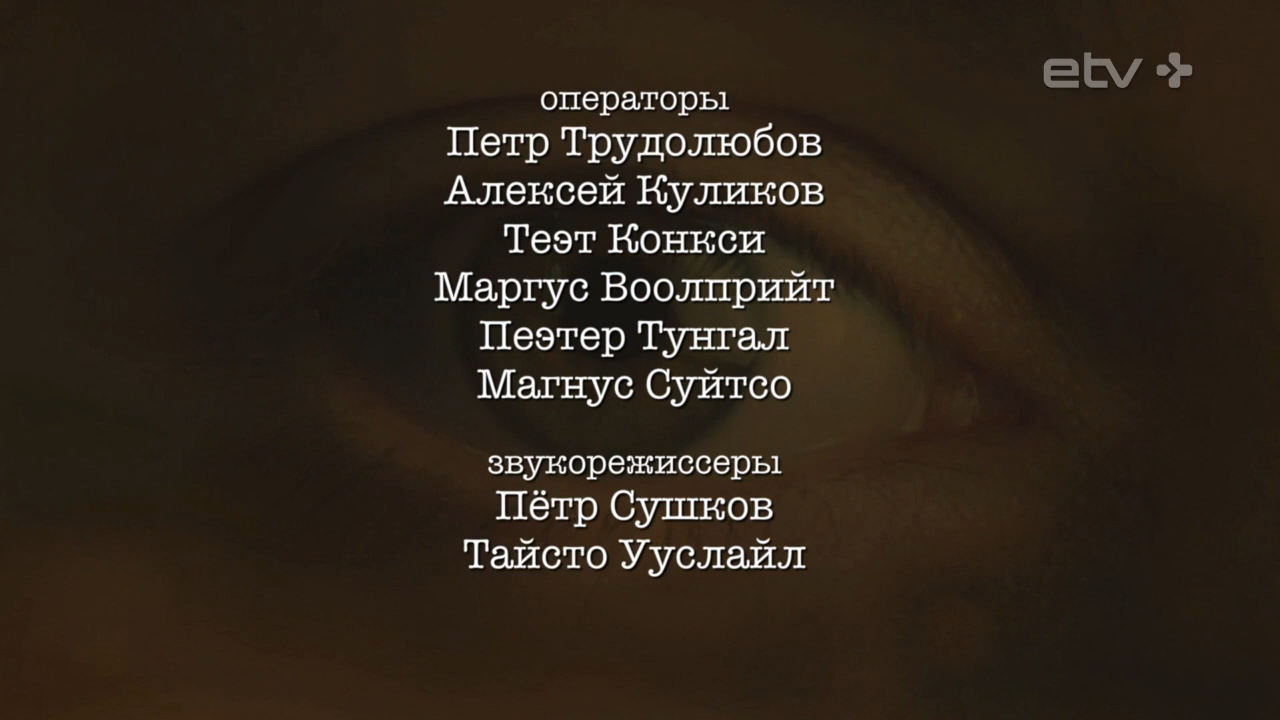 etv
операторы
Петр Трудолюбов
Алексей Куликов
Теэт Конкси
Маргус Воолприйт
Пеэтер Тунгал
Магнус Суйтсо
звукорежиссеры
Пётр Сушков
Тайсто Ууслайл